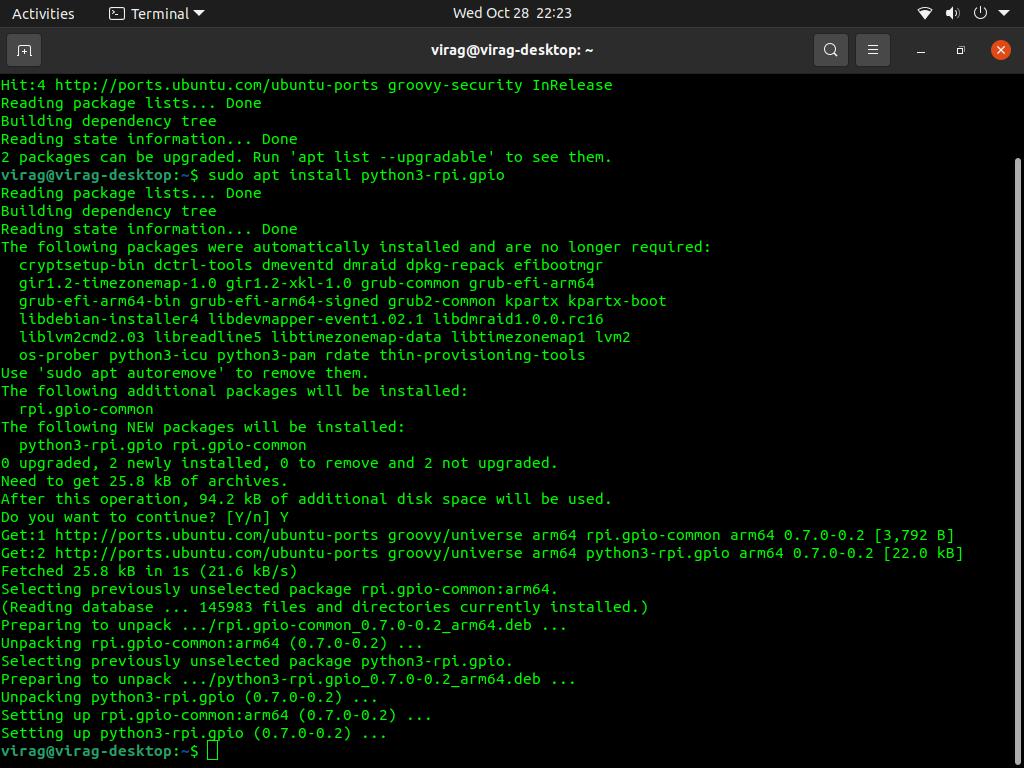 Activities
Terminal
Wed Oct 28 22:23
virag@virag-desktop: ~
Hit:4 http://ports.ubuntu.com/ubuntu-ports groovy-security InRelease
Reading package lists... Done
Building dependency tree
Reading state information... Done
2 packages can be upgraded. Run 'apt list --upgradable' to see them.
virag@virag-desktop:~$ sudo apt install python3-rpi.gpio
Reading package lists... Done
Building dependency tree
Reading state information... Done
The following packages were automatically installed and are no longer required:
  cryptsetup-bin dctrl-tools dmeventd dmraid dpkg-repack efibootmgr
  gir1.2-timezonemap-1.0 gir1.2-xkl-1.0 grub-common grub-efi-arm64
  grub-efi-arm64-bin grub-efi-arm64-signed grub2-common kpartx kpartx-boot
  libdebian-installer4 libdevmapper-event1.02.1 libdmraid1.0.0.rc16
  liblvm2cmd2.03 libreadline5 libtimezonemap-data libtimezonemap1 lvm2
  os-prober python3-icu python3-pam rdate thin-provisioning-tools
Use 'sudo apt autoremove' to remove them.
The following additional packages will be installed:
  rpi.gpio-common
The following NEW packages will be installed:
  python3-rpi.gpio rpi.gpio-common
0 upgraded, 2 newly installed, 0 to remove and 2 not upgraded.
Need to get 25.8 kB of archives.
After this operation, 94.2 kB of additional disk space will be used.
Do you want to continue? [Y/n] Y
Get:1 http://ports.ubuntu.com/ubuntu-ports groovy/universe arm64 rpi.gpio-common arm64 0.7.0-0.2 [3,792 B]
Get:2 http://ports.ubuntu.com/ubuntu-ports groovy/universe arm64 python3-rpi.gpio arm64 0.7.0-0.2 [22.0 kB]
Fetched 25.8 kB in 1s (21.6 kB/s)
Selecting previously unselected package rpi.gpio-common:arm64.
(Reading database ... 145983 files and directories currently installed.)
Preparing to unpack .../rpi.gpio-common_0.7.0-0.2_arm64.deb ...
Unpacking rpi.gpio-common:arm64 (0.7.0-0.2) ...
Selecting previously unselected package python3-rpi.gpio.
Preparing to unpack .../python3-rpi.gpio_0.7.0-0.2_arm64.deb ...
Unpacking python3-rpi.gpio (0.7.0-0.2) ...
Setting up rpi.gpio-common:arm64 (0.7.0-0.2) ...
Setting up python3-rpi.gpio (0.7.0-0.2) ...
virag@virag-desktop:~$